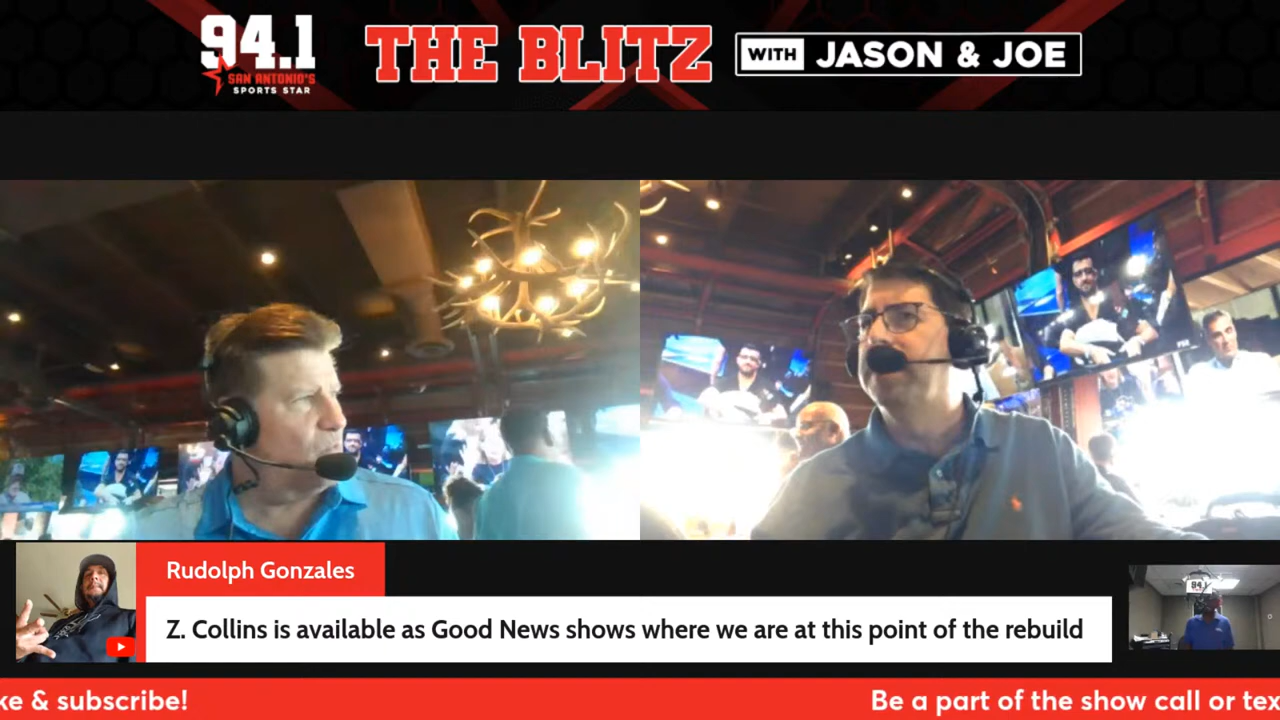 94.1
SAN ANTONIO'S
SPORTS STAR
THE BLITZ
WITH JASON & JOE
Rudolph Gonzales
Z. Collins is available as Good News shows where we are at this point of the rebuild
94.1
ke & subscribe!
Be a part of the show call or tex